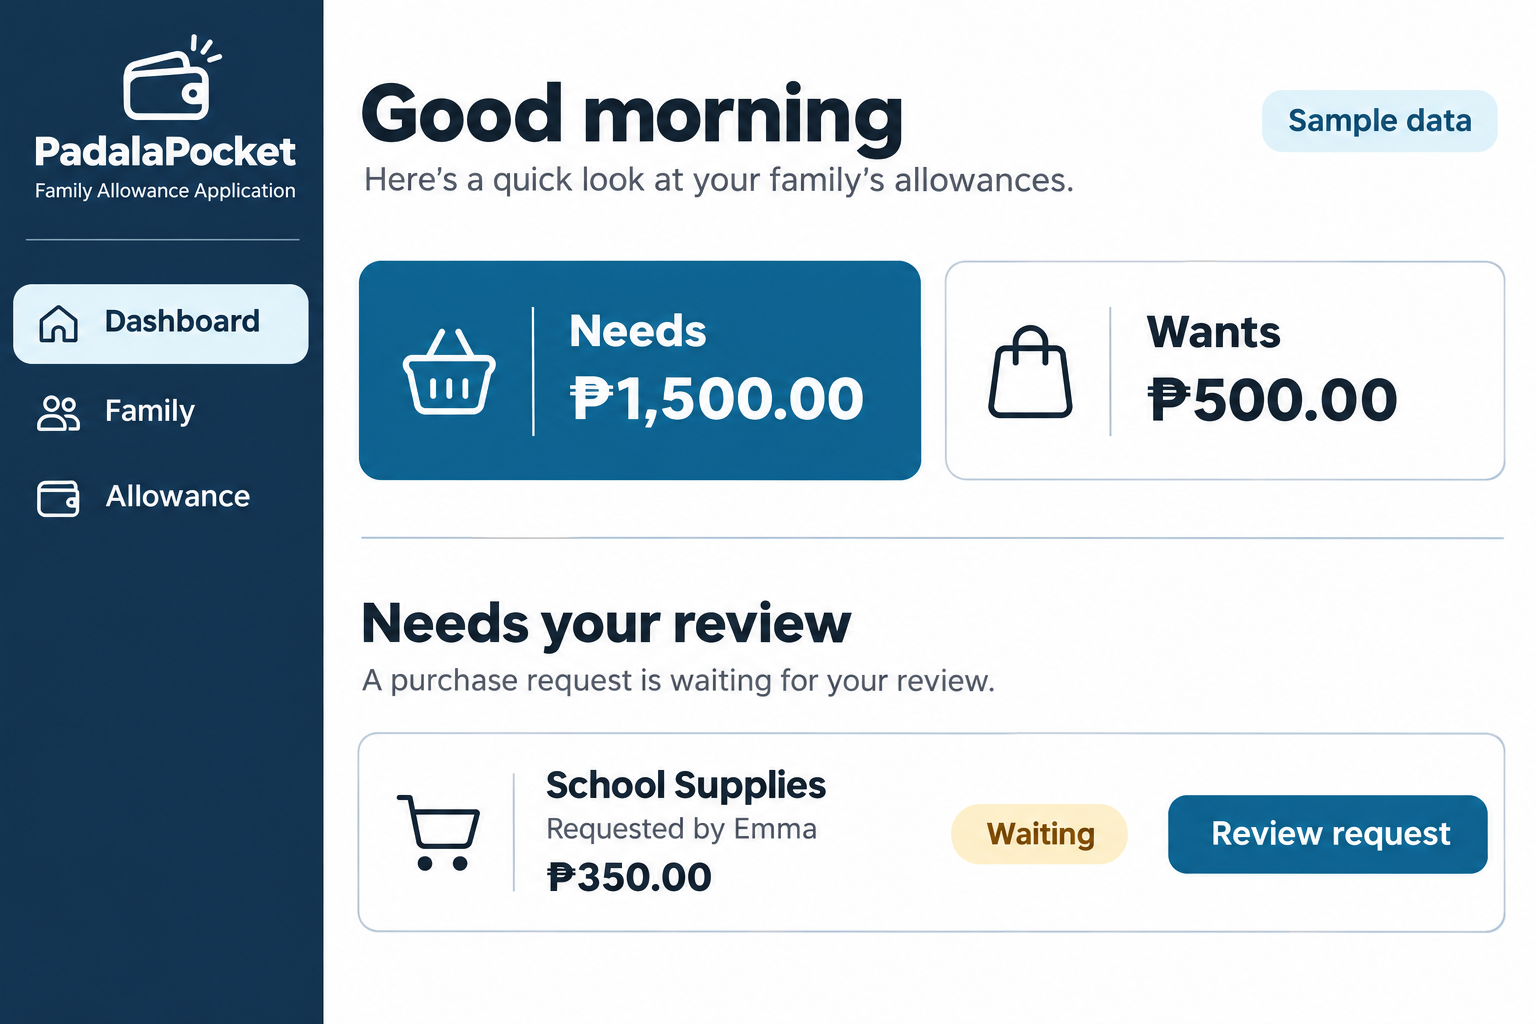 PadalaPocket
Family Allowance Application
Dashboard
Family
Allowance
Good morning
Here’s a quick look at your family’s allowances.
Sample data
Needs
₱1,500.00
Wants
₱500.00
Needs your review
A purchase request is waiting for your review.
School Supplies
Requested by Emma
₱350.00
Waiting
Review request